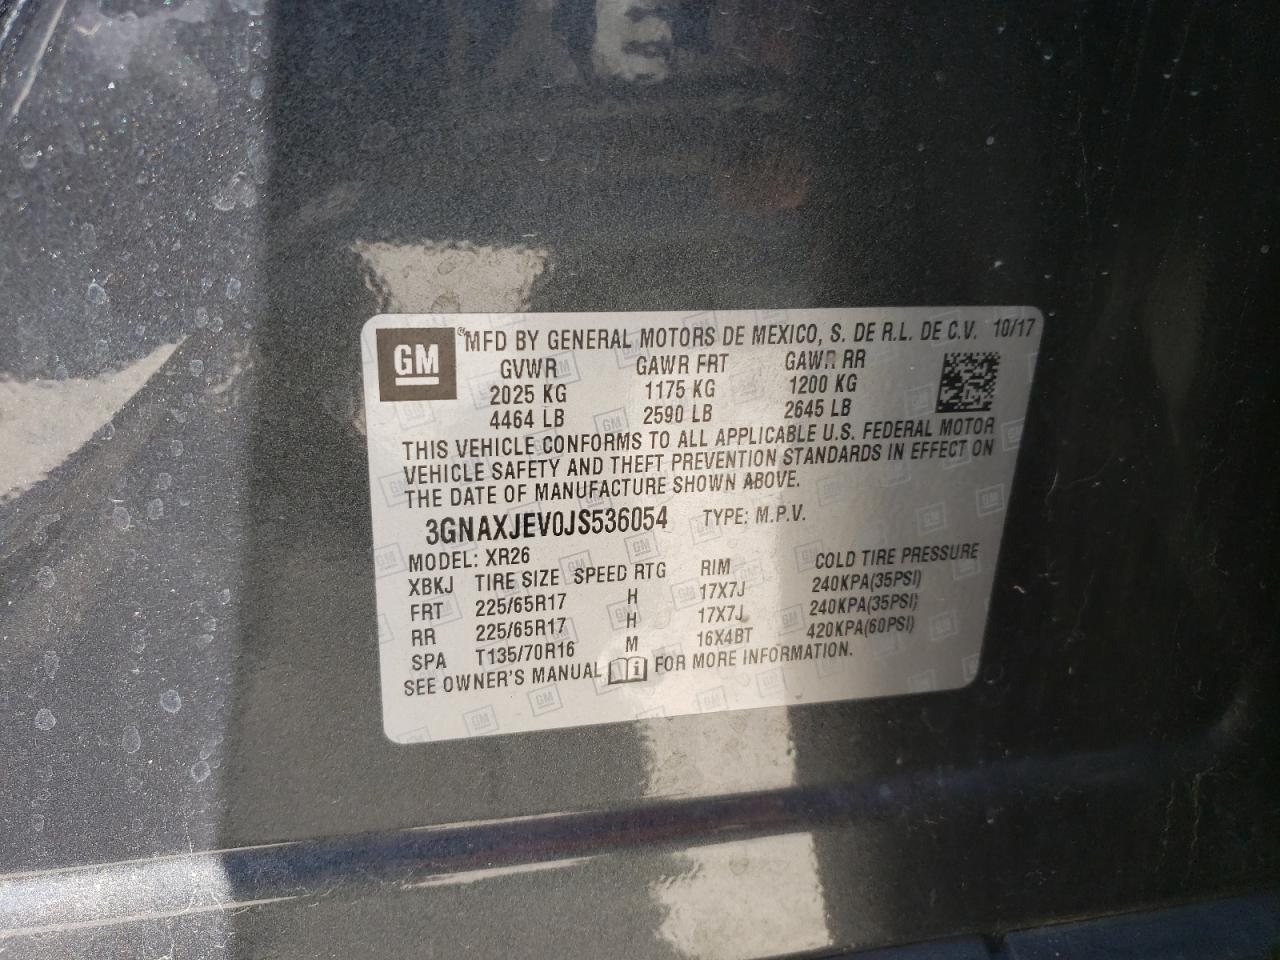 GM
® MFD BY GENERAL MOTORS DE MEXICO, S. DE R.L. DE C.V. 10/17
GVWR GAWR FRT GAWR RR
2025 KG 1175 KG 1200 KG
4464 LB 2590 LB 2645 LB
THIS VEHICLE CONFORMS TO ALL APPLICABLE U.S. FEDERAL MOTOR
VEHICLE SAFETY AND THEFT PREVENTION STANDARDS IN EFFECT ON
THE DATE OF MANUFACTURE SHOWN ABOVE.
3GNAXJEV0JS536054 TYPE: M.P.V.
MODEL: XR26
XBKJ TIRE SIZE SPEED RTG RIM COLD TIRE PRESSURE
FRT 225/65R17 H 17X7J 240KPA(35PSI)
RR 225/65R17 H 17X7J 240KPA(35PSI)
SPA T135/70R16 M 16X4BT 420KPA(60PSI)
SEE OWNER'S MANUAL FOR MORE INFORMATION.